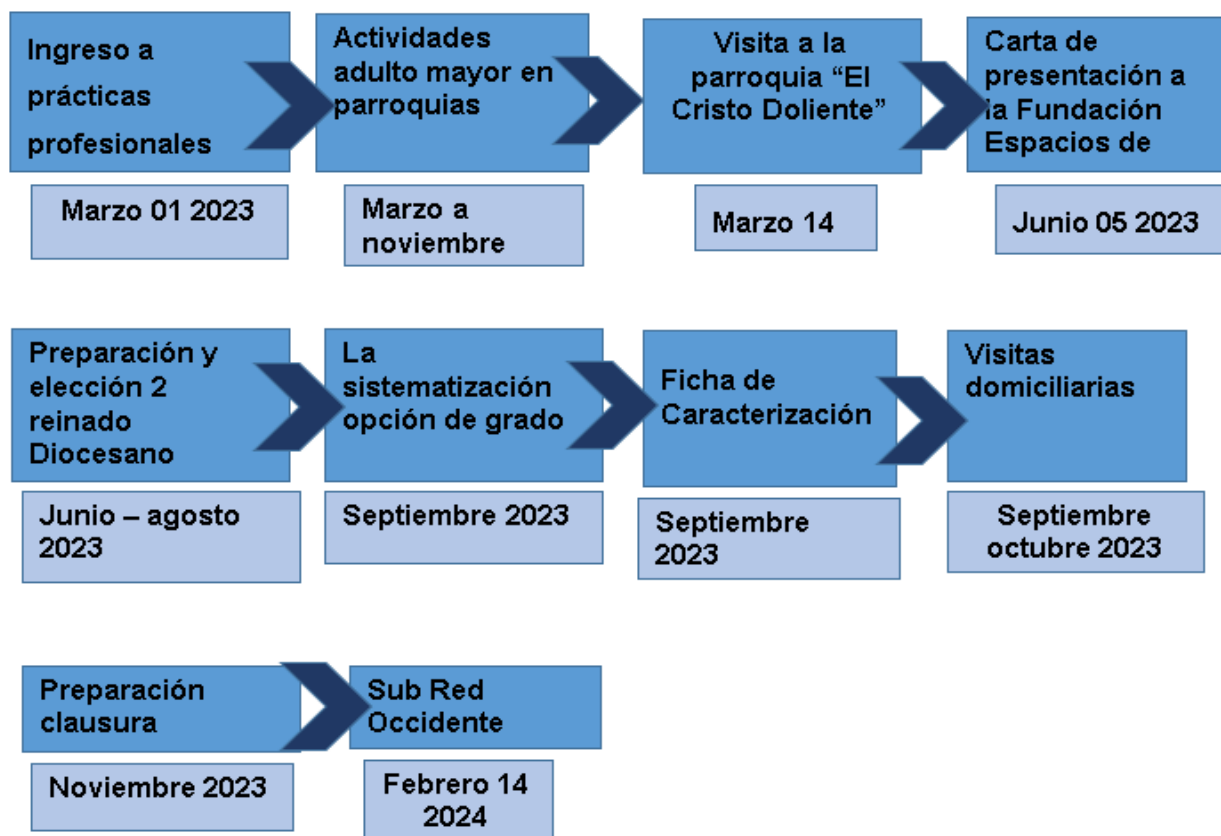 Ingreso a
prácticas
profesionales
Marzo 01 2023
Actividades
adulto mayor en
parroquias
Marzo a
noviembre
Visita a la
parroquia “El
Cristo Doliente”
Marzo 14
Carta de
presentación a
la Fundación
Espacios de
Junio 05 2023
Preparación y
elección 2
reinado
Diocesano
Junio – agosto
2023
La
sistematización
opción de grado
Septiembre 2023
Ficha de
Caracterización
Septiembre
2023
Visitas
domiciliarias
Septiembre
octubre 2023
Preparación
clausura
Noviembre 2023
Sub Red
Occidente
Febrero 14
2024